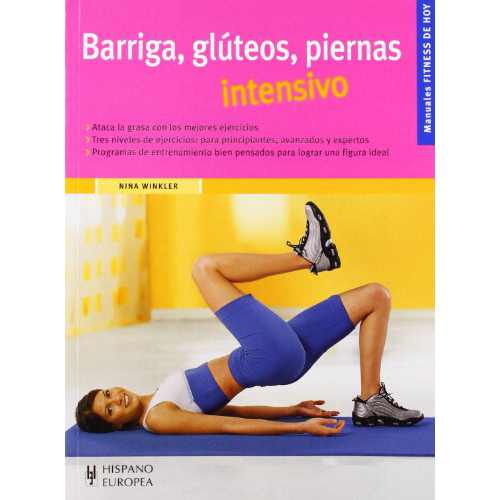 Barriga, glúteos, piernas
intensivo
Manuales FITNESS DE HOY
› Ataca la grasa con los mejores ejercicios
› Tres niveles de ejercicios: para principiantes, avanzados y expertos
› Programas de entrenamiento bien pensados para lograr una figura ideal
NINA WINKLER
HISPANO
EUROPEA